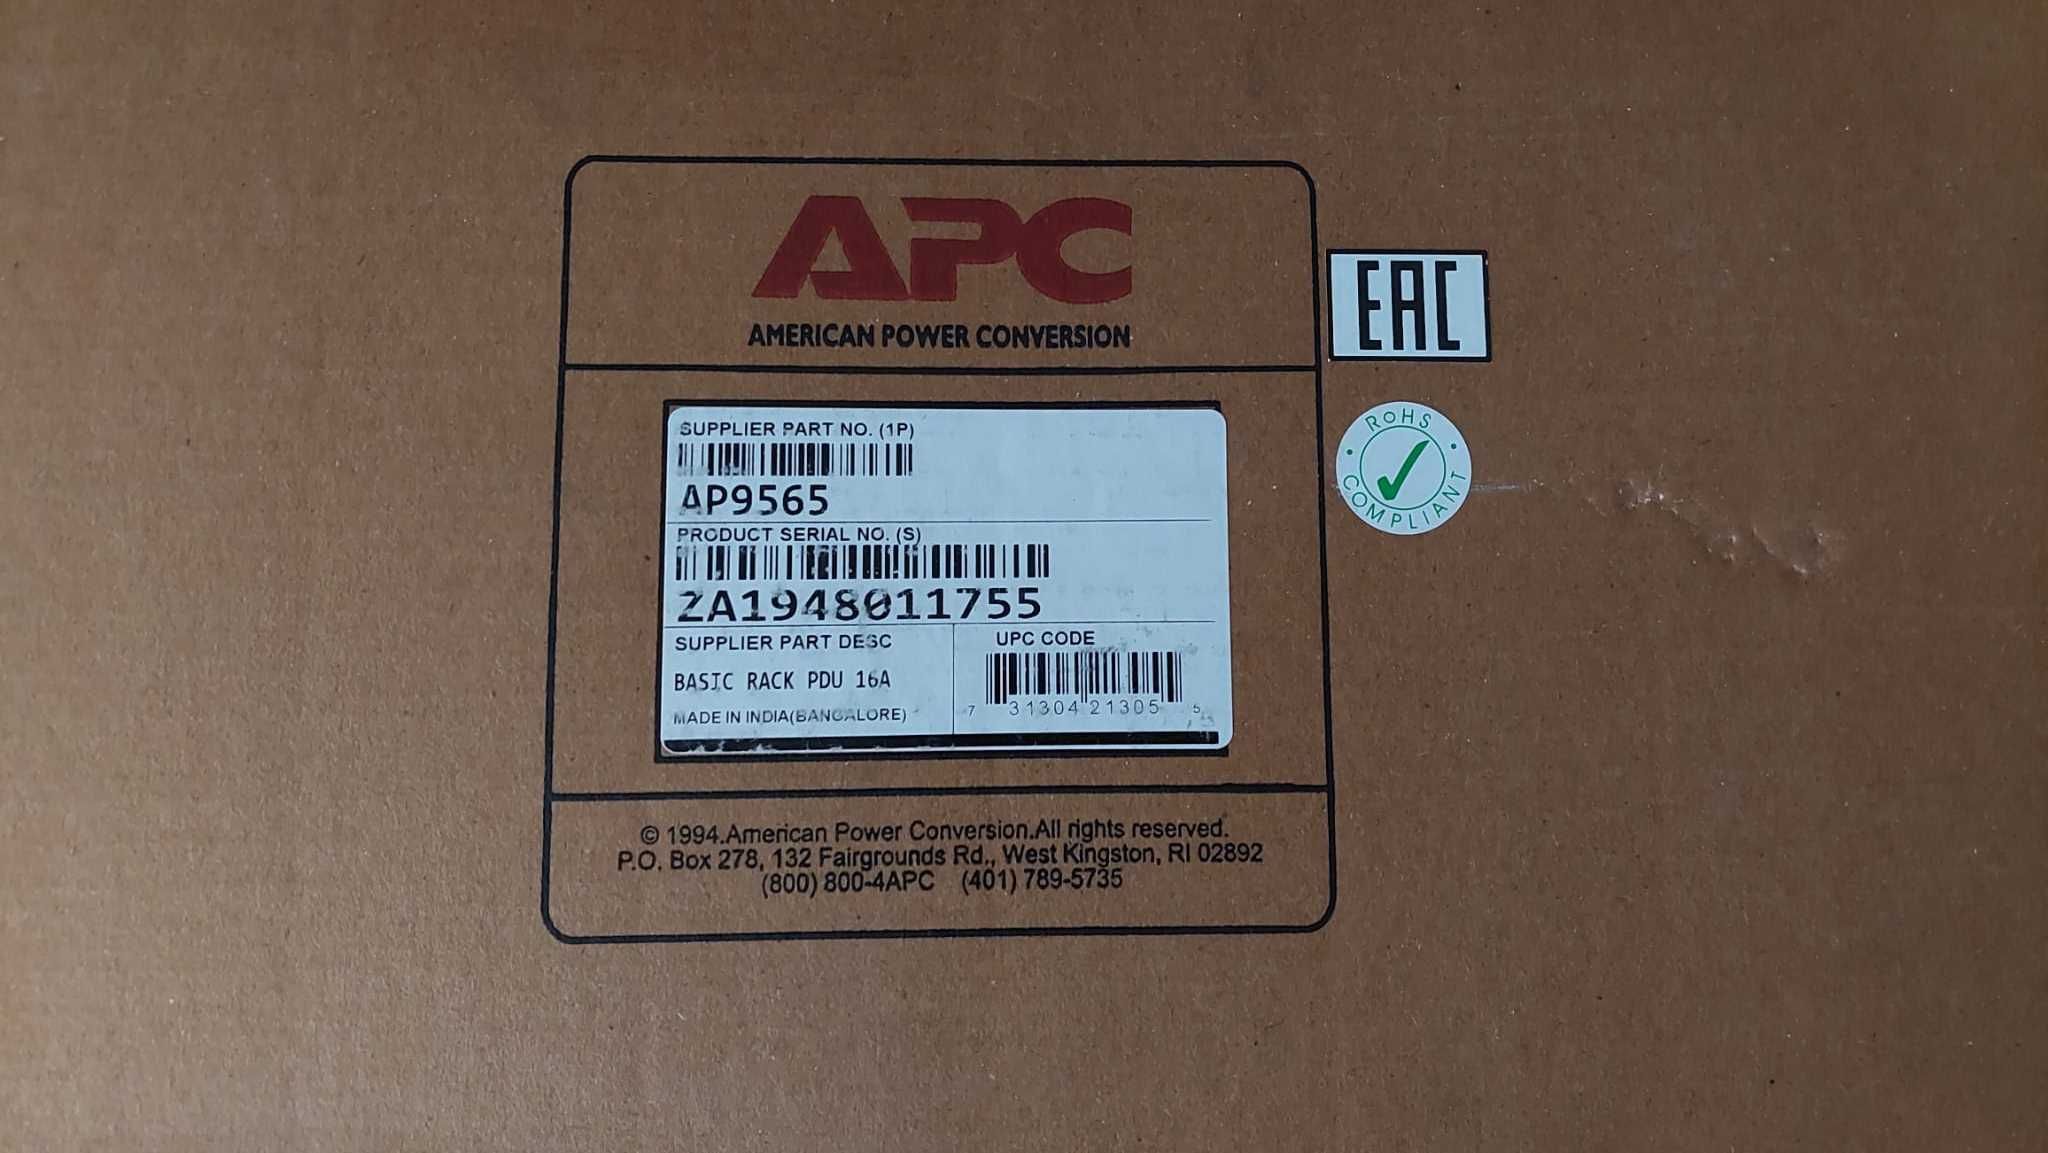 APC
AMERICAN POWER CONVERSION
EAC
RoHS
COMPLIANT
SUPPLIER PART NO. (1P)
AP9565
PRODUCT SERIAL NO. (S)
ZA1948011755
SUPPLIER PART DESC
BASIC RACK PDU 16A
MADE IN INDIA(BANGALORE)
UPC CODE
7 31304 21305 5
© 1994.American Power Conversion.All rights reserved.
P.O. Box 278, 132 Fairgrounds Rd., West Kingston, RI 02892
(800) 800-4APC (401) 789-5735